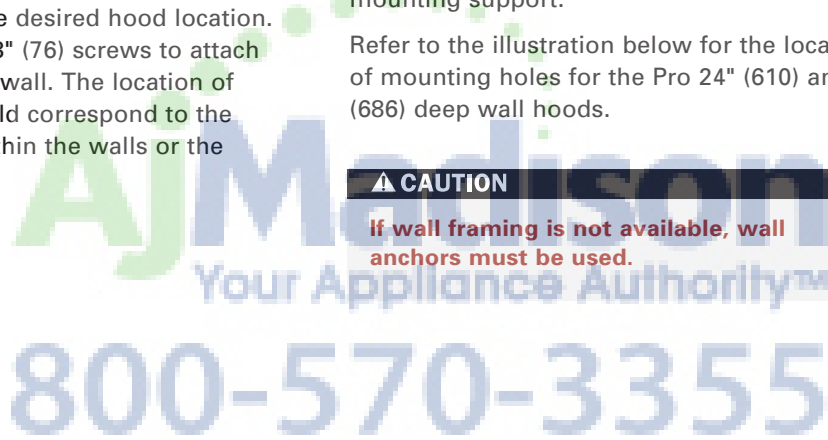 e desired hood location.
3" (76) screws to attach
wall. The location of
ld correspond to the
thin the walls or the
mounting support.
Refer to the illustration below for the loca
of mounting holes for the Pro 24" (610) an
(686) deep wall hoods.
CAUTION
If wall framing is not available, wall
anchors must be used.
AjMadison
Your Appliance Authority™
800-570-3355